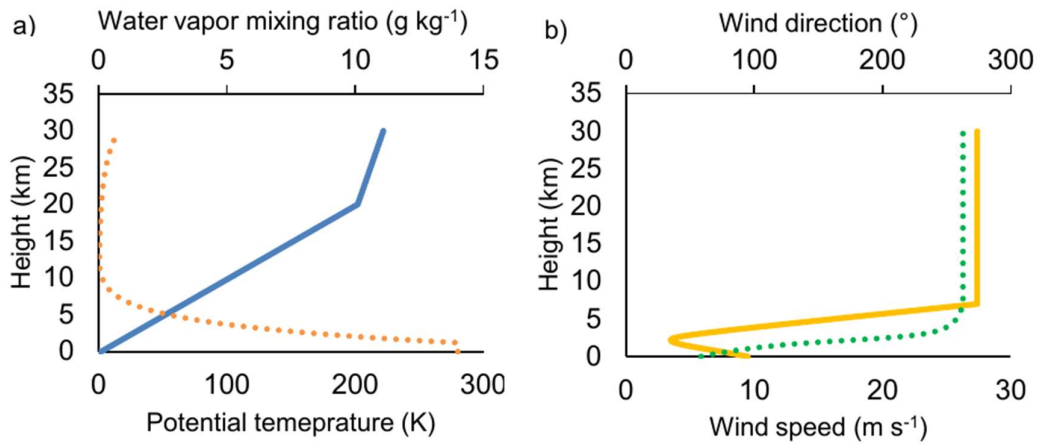 a)
Water vapor mixing ratio (g kg⁻¹)
0 5 10 15
35
30
25
20
15
10
5
0
Height (km)
0 100 200 300
Potential temeprature (K)
b)
Wind direction (°)
0 100 200 300
35
30
25
20
15
10
5
0
Height (km)
0 10 20 30
Wind speed (m s⁻¹)